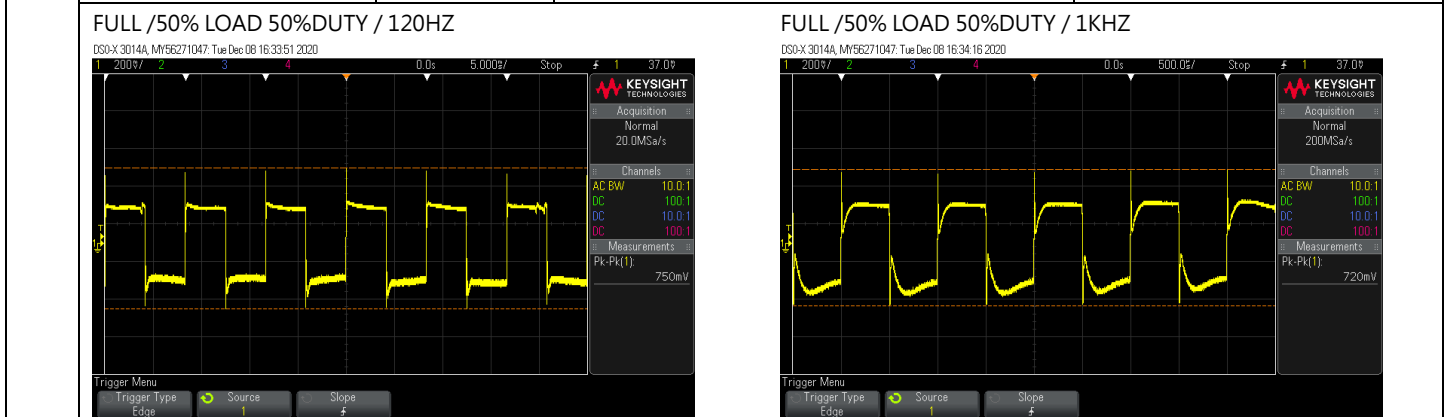 FULL /50% LOAD 50%DUTY / 120HZ
DSO-X 3014A, MY56271047: Tue Dec 08 16:33:51 2020
1 200%/ 2 3 4 0.0s 5.000%/ Stop 1 37.0%
KEYSIGHT
TECHNOLOGIES
Acquisition
Normal
20.0MSa/s
Channels
AC BW 10.0:1
DC 100:1
DC 10.0:1
DC 100:1
Measurements
Pk-Pk(1):
750mV
Trigger Menu
Trigger Type Source Slope
Edge 1
FULL /50% LOAD 50%DUTY / 1KHZ
DSO-X 3014A, MY56271047: Tue Dec 08 16:34:16 2020
1 200%/ 2 3 4 0.0s 500.0%/ Stop 1 37.0%
KEYSIGHT
TECHNOLOGIES
Acquisition
Normal
200MSa/s
Channels
AC BW 10.0:1
DC 100:1
DC 10.0:1
DC 100:1
Measurements
Pk-Pk(1):
720mV
Trigger Menu
Trigger Type Source Slope
Edge 1